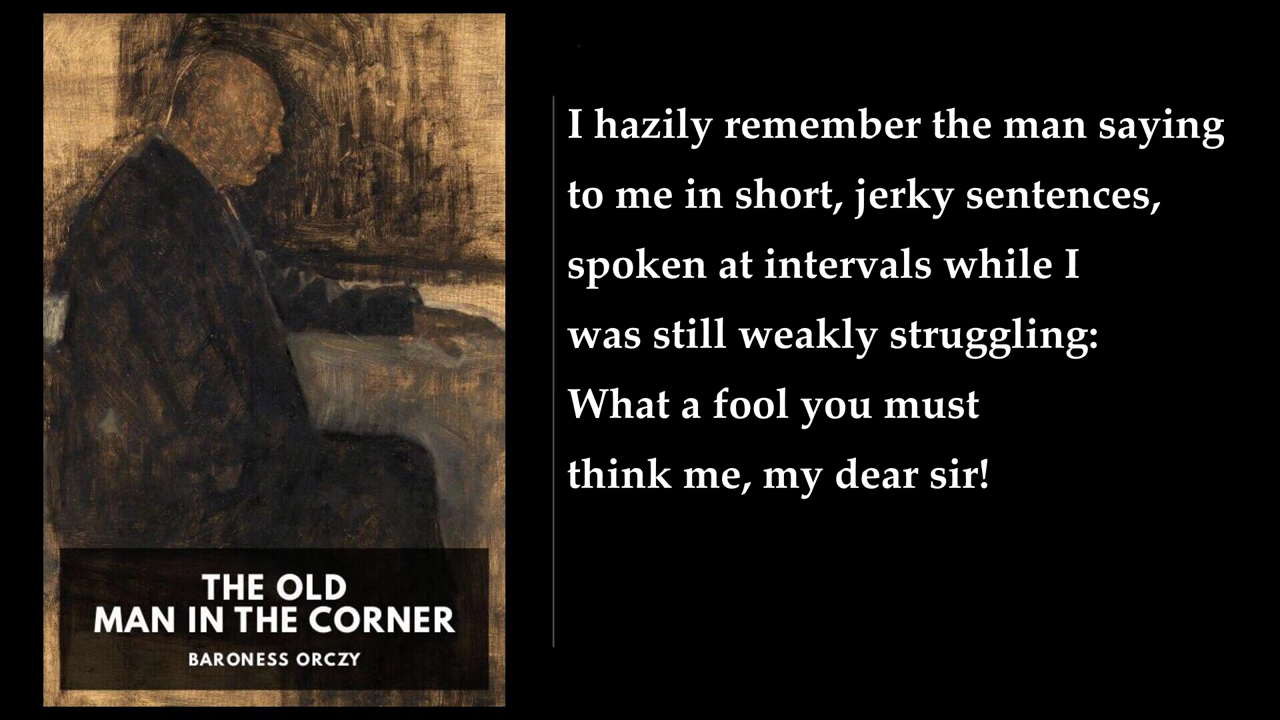 THE OLD
MAN IN THE CORNER
BARONESS ORCZY
I hazily remember the man saying
to me in short, jerky sentences,
spoken at intervals while I
was still weakly struggling:
What a fool you must
think me, my dear sir!